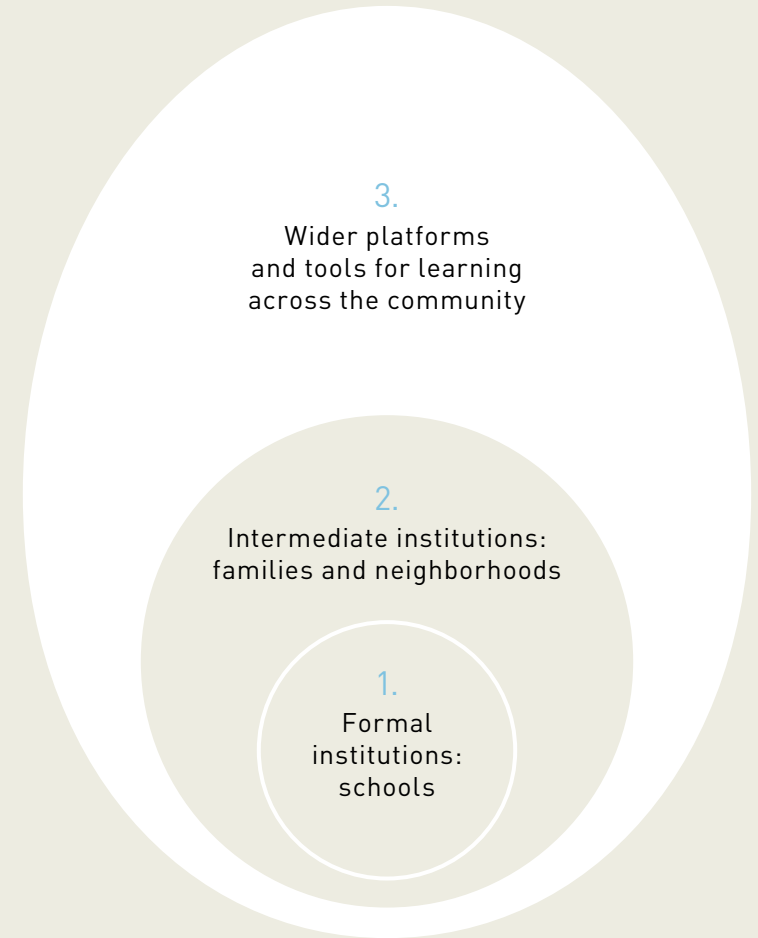 3.
Wider platforms
and tools for learning
across the community
2.
Intermediate institutions:
families and neighborhoods
1.
Formal
institutions:
schools